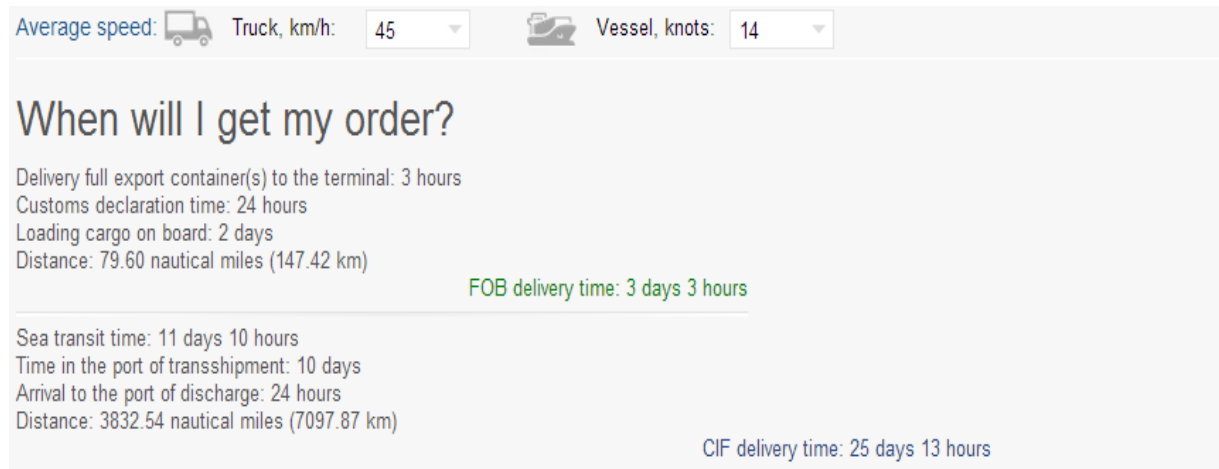 Average speed: Truck, km/h: 45 Vessel, knots: 14
When will I get my order?
Delivery full export container(s) to the terminal: 3 hours
Customs declaration time: 24 hours
Loading cargo on board: 2 days
Distance: 79.60 nautical miles (147.42 km)
FOB delivery time: 3 days 3 hours
Sea transit time: 11 days 10 hours
Time in the port of transshipment: 10 days
Arrival to the port of discharge: 24 hours
Distance: 3832.54 nautical miles (7097.87 km)
CIF delivery time: 25 days 13 hours